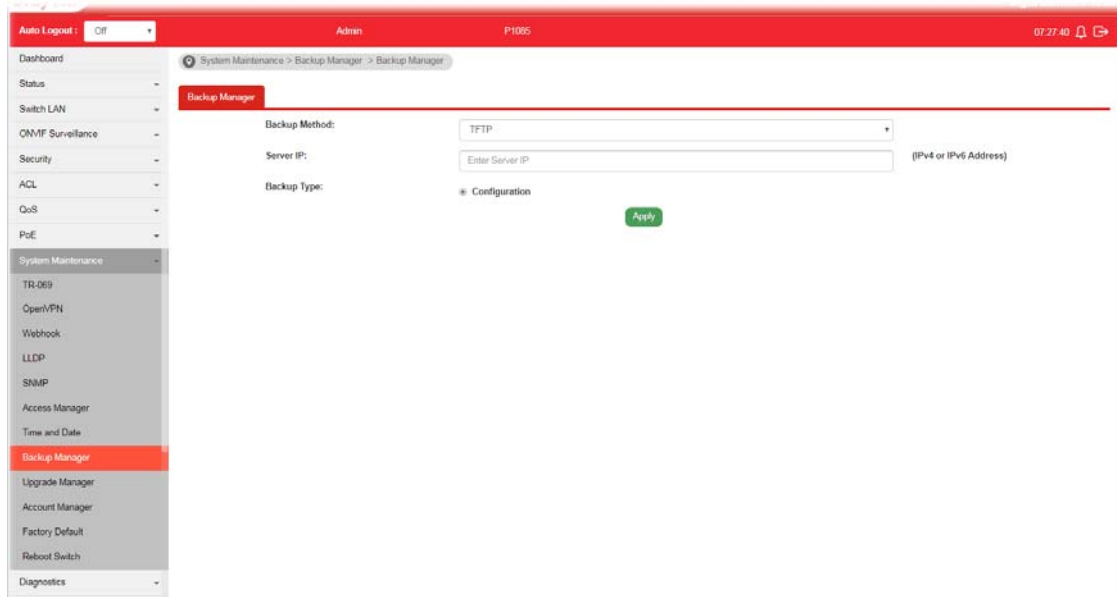 Auto Logout : Off Admin P1085 07:27:40
Dashboard
Status
Switch LAN
ONVIF Surveillance
Security
ACL
QoS
PoE
System Maintenance
TR-069
OpenVPN
Webhook
LLDP
SNMP
Access Manager
Time and Date
Backup Manager
Upgrade Manager
Account Manager
Factory Default
Reboot Switch
Diagnostics
System Maintenance > Backup Manager > Backup Manager
Backup Manager
Backup Method: TFTP
Server IP: Enter Server IP (IPv4 or IPv6 Address)
Backup Type: Configuration
Apply